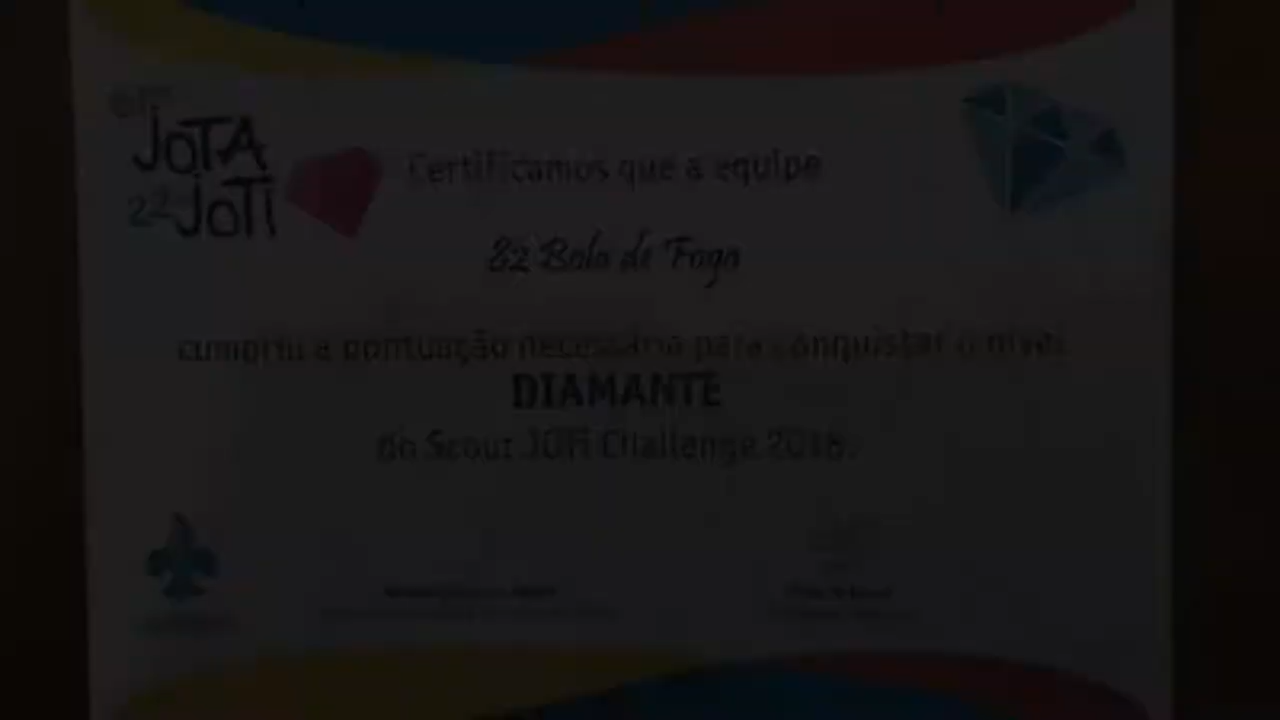 JOTA
22º JOTI
Certificamos que a equipe
82 Bola de Fogo
cumpriu a pontuação necessária para conquistar o nível
DIAMANTE
do Scout JOTI Challenge 2018.